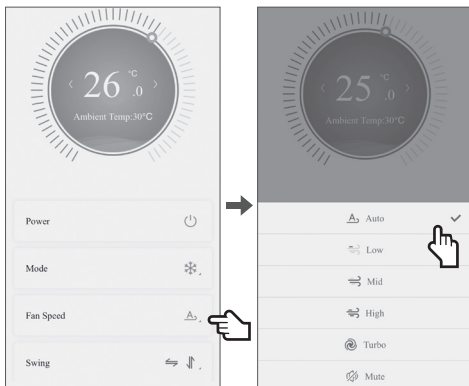 26 °C .0
Ambient Temp:30°C
Power
Mode
Fan Speed
Swing
25 °C .0
Ambient Temp:30°C
Auto
Low
Mid
High
Turbo
Mute